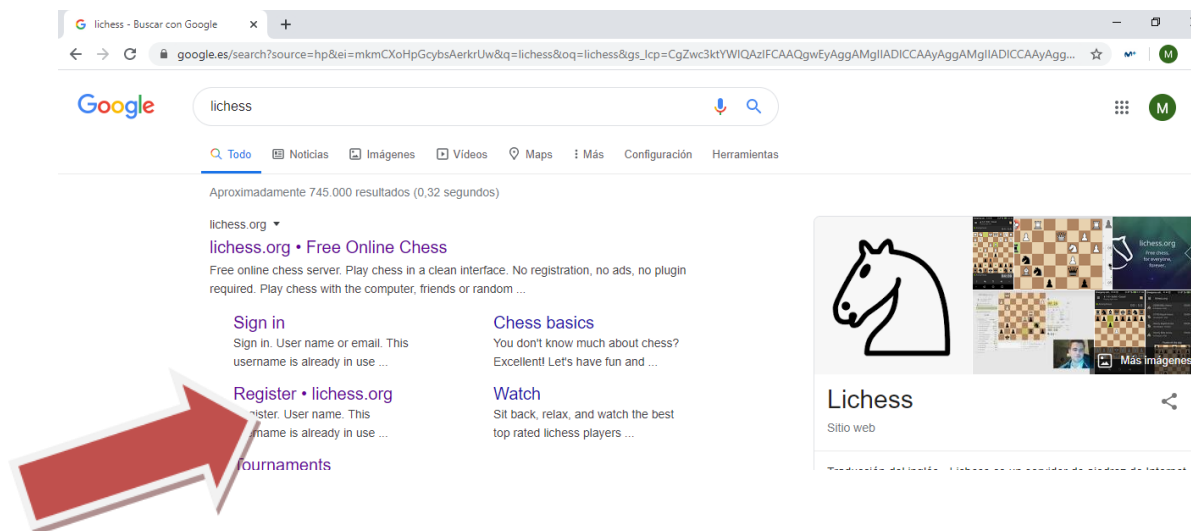 lichess - Buscar con Google
google.es/search?source=hp&ei=mkmCXoHpGcybsAerkrUw&q=lichess&oq=lichess&gs_lcp=CgZwc3ktYWIQAzIFCAAQgwEyAggAMgIIADICCAAyAggAMgIIADICCAAyAgg...
M
Google
lichess
M
Todo Noticias Imágenes Vídeos Maps Más Configuración Herramientas
Aproximadamente 745.000 resultados (0,32 segundos)
lichess.org
lichess.org • Free Online Chess
Free online chess server. Play chess in a clean interface. No registration, no ads, no plugin
required. Play chess with the computer, friends or random ...
Sign in
Sign in. User name or email. This
username is already in use ...
Chess basics
You don't know much about chess?
Excellent! Let's have fun and ...
Register • lichess.org
User name. This
is already in use ...
Watch
Sit back, relax, and watch the best
top rated lichess players ...
Tournaments
lichess.org
Free chess,
for everyone,
forever.
Más imágenes
Lichess
Sitio web